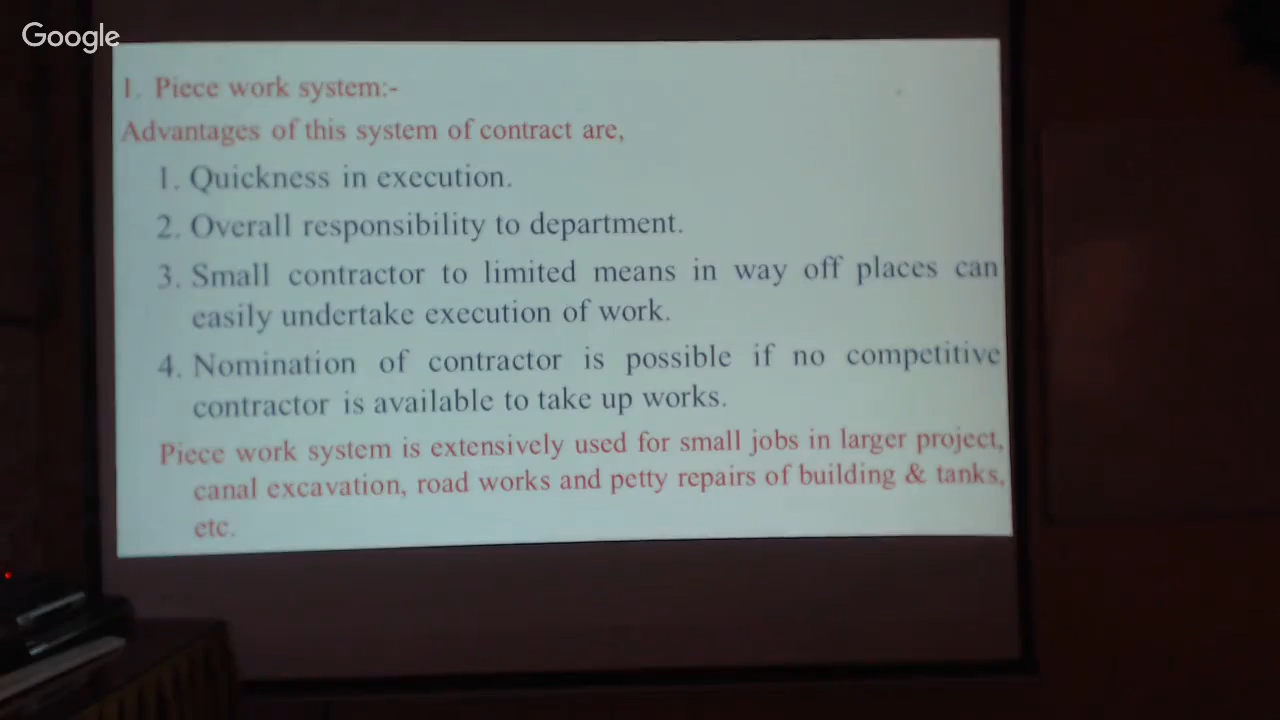 Google
1. Piece work system:-
Advantages of this system of contract are,
1. Quickness in execution.
2. Overall responsibility to department.
3. Small contractor to limited means in way off places can
easily undertake execution of work.
4. Nomination of contractor is possible if no competitive
contractor is available to take up works.
Piece work system is extensively used for small jobs in larger project,
canal excavation, road works and petty repairs of building & tanks,
etc.